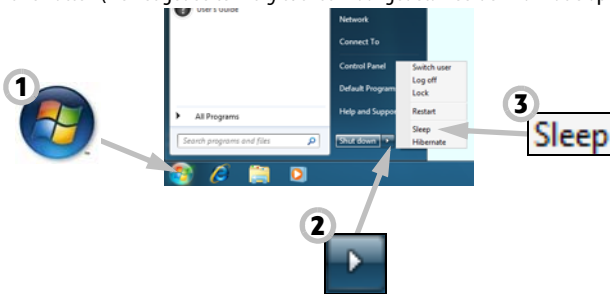 User's Guide
Network
Connect To
Control Panel
Default Program
Help and Suppo
All Programs
Search programs and files
Shut down
Switch user
Log off
Lock
Restart
Sleep
Hibernate
1
2
3
Sleep